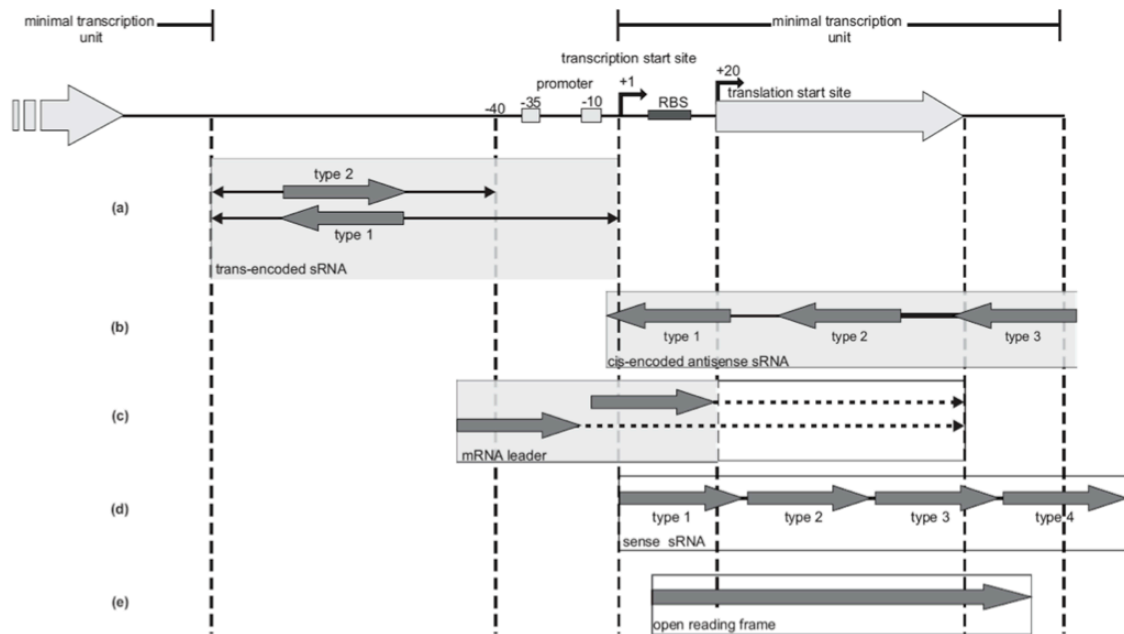 minimal transcription
unit
minimal transcription
unit
transcription start site
promoter
+1
+20
-40
-35
-10
RBS
translation start site
(a)
type 2
type 1
trans-encoded sRNA
(b)
type 1
type 2
type 3
cis-encoded antisense sRNA
(c)
mRNA leader
(d)
type 1
type 2
type 3
type 4
sense sRNA
(e)
open reading frame